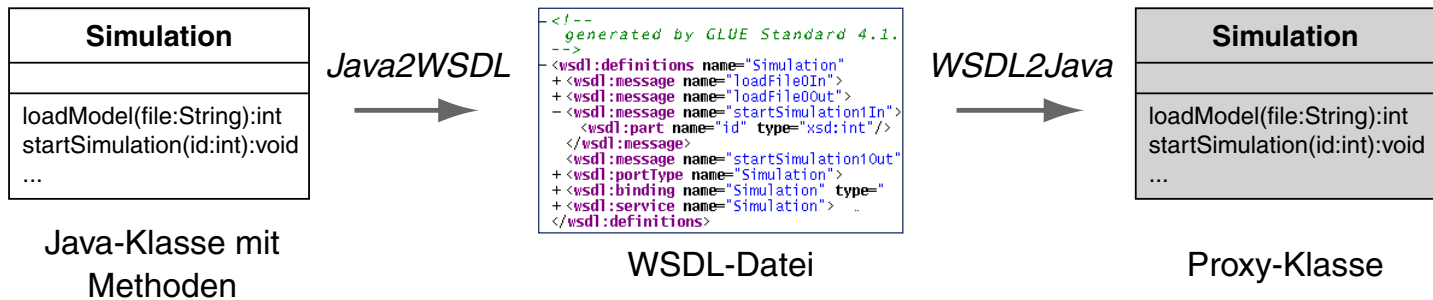 Simulation
loadModel(file:String):int
startSimulation(id:int):void
...
Java-Klasse mit
Methoden
Java2WSDL
<!--
generated by GLUE Standard 4.1.
-->
- <wsdl:definitions name="Simulation"
+ <wsdl:message name="loadFile0In">
+ <wsdl:message name="loadFile0Out">
- <wsdl:message name="startSimulation1In">
<wsdl:part name="id" type="xsd:int"/>
</wsdl:message>
<wsdl:message name="startSimulation1Out"
+ <wsdl:portType name="Simulation">
+ <wsdl:binding name="Simulation" type="
+ <wsdl:service name="Simulation"> ..
</wsdl:definitions>
WSDL-Datei
WSDL2Java
Simulation
loadModel(file:String):int
startSimulation(id:int):void
...
Proxy-Klasse